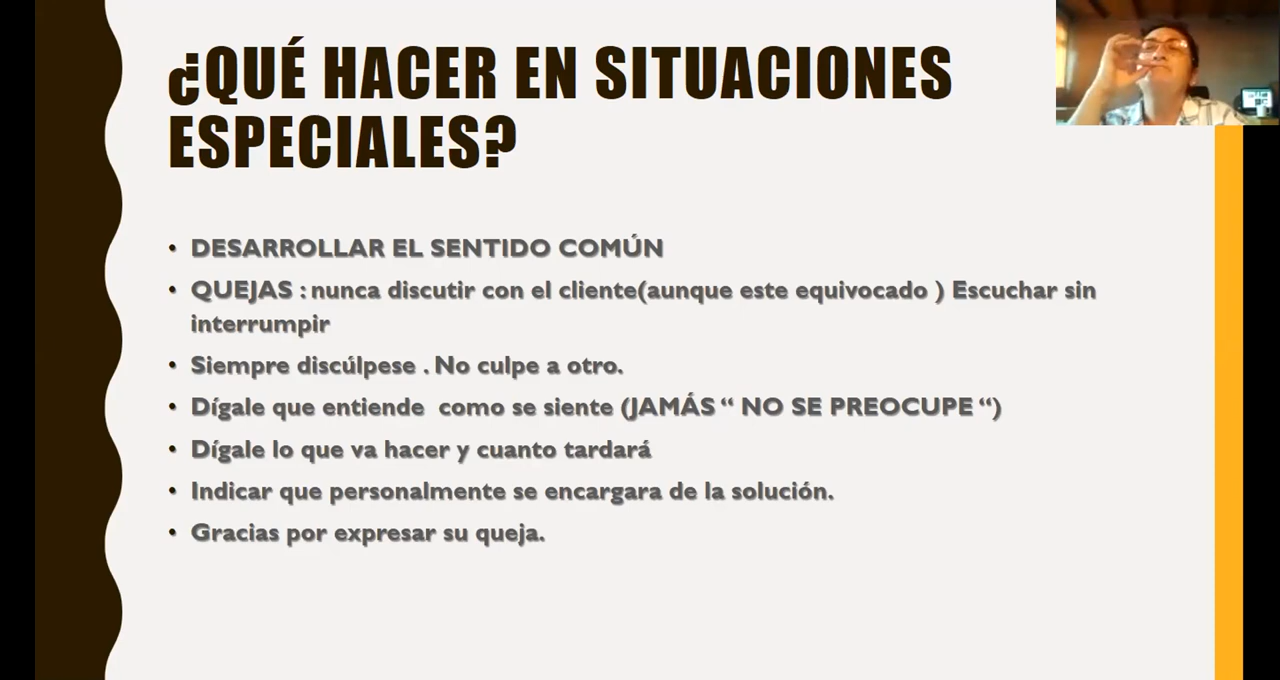 ¿QUÉ HACER EN SITUACIONES
ESPECIALES?
• DESARROLLAR EL SENTIDO COMÚN
• QUEJAS : nunca discutir con el cliente(aunque este equivocado ) Escuchar sin
interrumpir
• Siempre discúlpese . No culpe a otro.
• Dígale que entiende  como se siente (JAMÁS “ NO SE PREOCUPE “)
• Dígale lo que va hacer y cuanto tardará
• Indicar que personalmente se encargara de la solución.
• Gracias por expresar su queja.